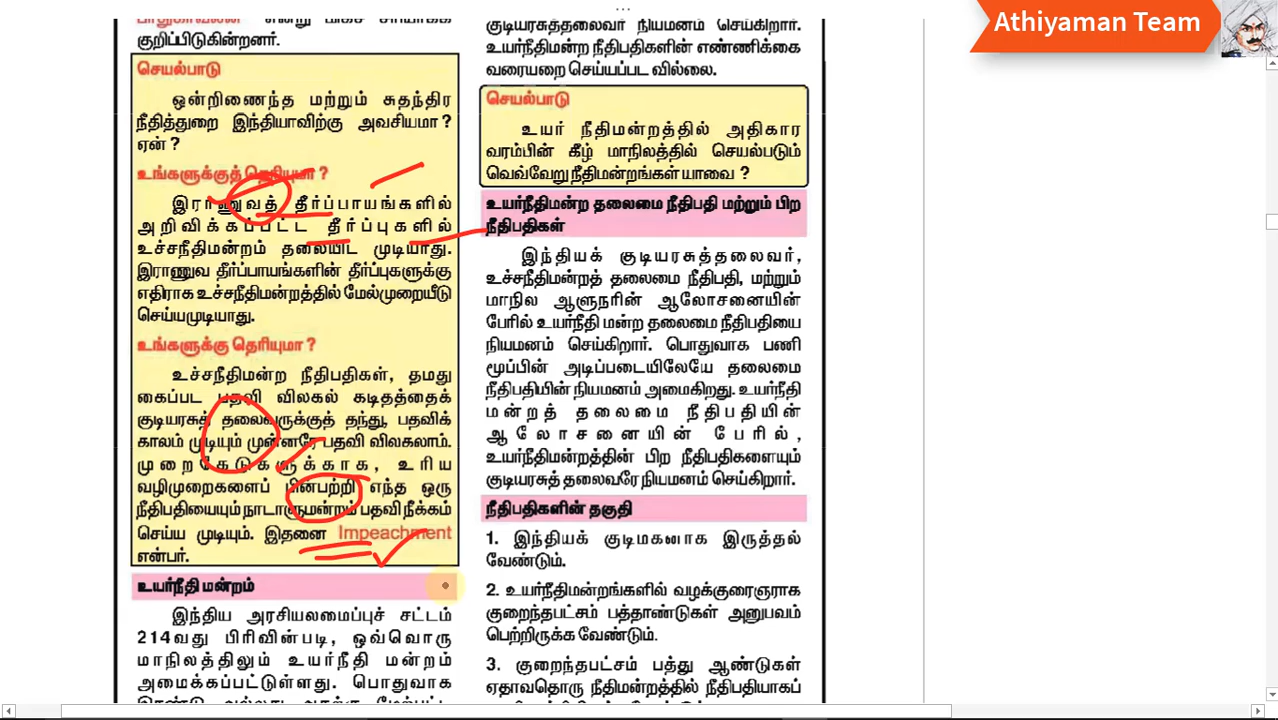 Athiyaman Team
குறிப்பிடுகின்றனர்.
செயல்பாடு
ஒன்றிணைந்த மற்றும் சுதந்திர
நீதித்துறை இந்தியாவிற்கு அவசியமா ?
ஏன் ?
உங்களுக்குத் தெரியுமா ?
இராணுவத் தீர்ப்பாயங்களில்
அறிவிக்கப்பட்ட தீர்ப்புகளில்
உச்சநீதிமன்றம் தலையிட முடியாது.
இராணுவ தீர்ப்பாயங்களின் தீர்ப்புகளுக்கு
எதிராக உச்சநீதிமன்றத்தில் மேல்முறையீடு
செய்யமுடியாது.
உங்களுக்கு தெரியுமா ?
உச்சநீதிமன்ற நீதிபதிகள், தமது
கைப்பட பதவி விலகல் கடிதத்தைக்
குடியரசுத் தலைவருக்குத் தந்து, பதவிக்
காலம் முடியும் முன்னரே பதவி விலகலாம்.
முறைகேடுகளுக்காக, உரிய
வழிமுறைகளைப் பின்பற்றி எந்த ஒரு
நீதிபதியையும் நாடாளுமன்றம் பதவி நீக்கம்
செய்ய முடியும். இதனை Impeachment
என்பர்.
உயர்நீதி மன்றம்
இந்திய அரசியலமைப்புச் சட்டம்
214வது பிரிவின்படி, ஒவ்வொரு
மாநிலத்திலும் உயர்நீதி மன்றம்
அமைக்கப்பட்டுள்ளது. பொதுவாக
குடியரசுத்தலைவர் நியமனம் செய்கிறார்.
உயர்நீதிமன்ற நீதிபதிகளின் எண்ணிக்கை
வரையறை செய்யப்பட வில்லை.
செயல்பாடு
உயர் நீதிமன்றத்தில் அதிகார
வரம்பின் கீழ் மாநிலத்தில் செயல்படும்
வெவ்வேறு நீதிமன்றங்கள் யாவை ?
உயர்நீதிமன்ற தலைமை நீதிபதி மற்றும் பிற
நீதிபதிகள்
இந்தியக் குடியரசுத்தலைவர்,
உச்சநீதிமன்றத் தலைமை நீதிபதி, மற்றும்
மாநில ஆளுநரின் ஆலோசனையின்
பேரில் உயர்நீதி மன்ற தலைமை நீதிபதியை
நியமனம் செய்கிறார். பொதுவாக பணி
மூப்பின் அடிப்படையிலேயே தலைமை
நீதிபதியின் நியமனம் அமைகிறது. உயர்நீதி
மன்றத் தலைமை நீதிபதியின்
ஆலோசனையின் பேரில்,
உயர்நீதிமன்றத்தின் பிற நீதிபதிகளையும்
குடியரசுத் தலைவரே நியமனம் செய்கிறார்.
நீதிபதிகளின் தகுதி
1. இந்தியக் குடிமகனாக இருத்தல்
வேண்டும்.
2. உயர்நீதிமன்றங்களில் வழக்குரைஞராக
குறைந்தபட்சம் பத்தாண்டுகள் அனுபவம்
பெற்றிருக்க வேண்டும்.
3. குறைந்தபட்சம் பத்து ஆண்டுகள்
ஏதாவதொரு நீதிமன்றத்தில் நீதிபதியாகப்